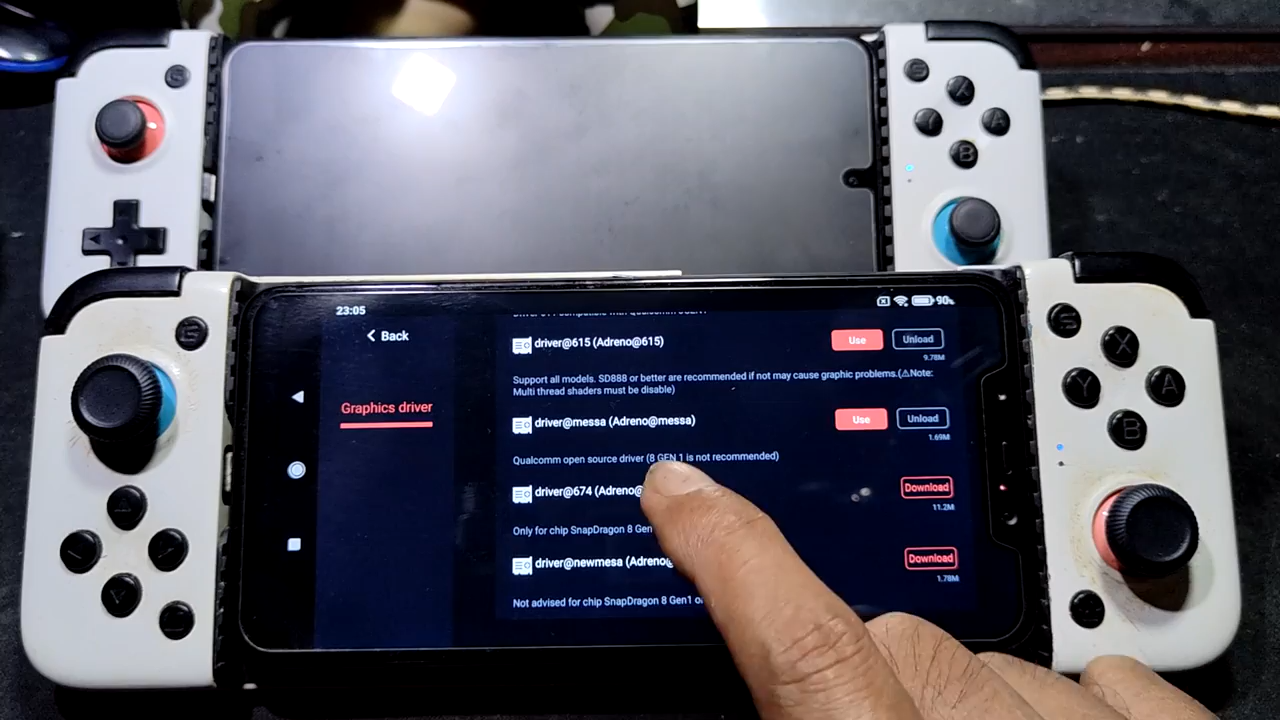 S
S
X
Y
A
B
23:05
90%
Back
Graphics driver
driver@615 (Adreno@615)
Use
Unload
9.78M
Support all models. SD888 or better are recommended if not may cause graphic problems.(⚠Note:
Multi thread shaders must be disable)
driver@messa (Adreno@messa)
Use
Unload
1.69M
Qualcomm open source driver (8 GEN 1 is not recommended)
driver@674 (Adreno@
Download
11.2M
Only for chip SnapDragon 8 Gen
driver@newmesa (Adreno@
Download
1.78M
Not advised for chip SnapDragon 8 Gen1
S
S
X
Y
A
B